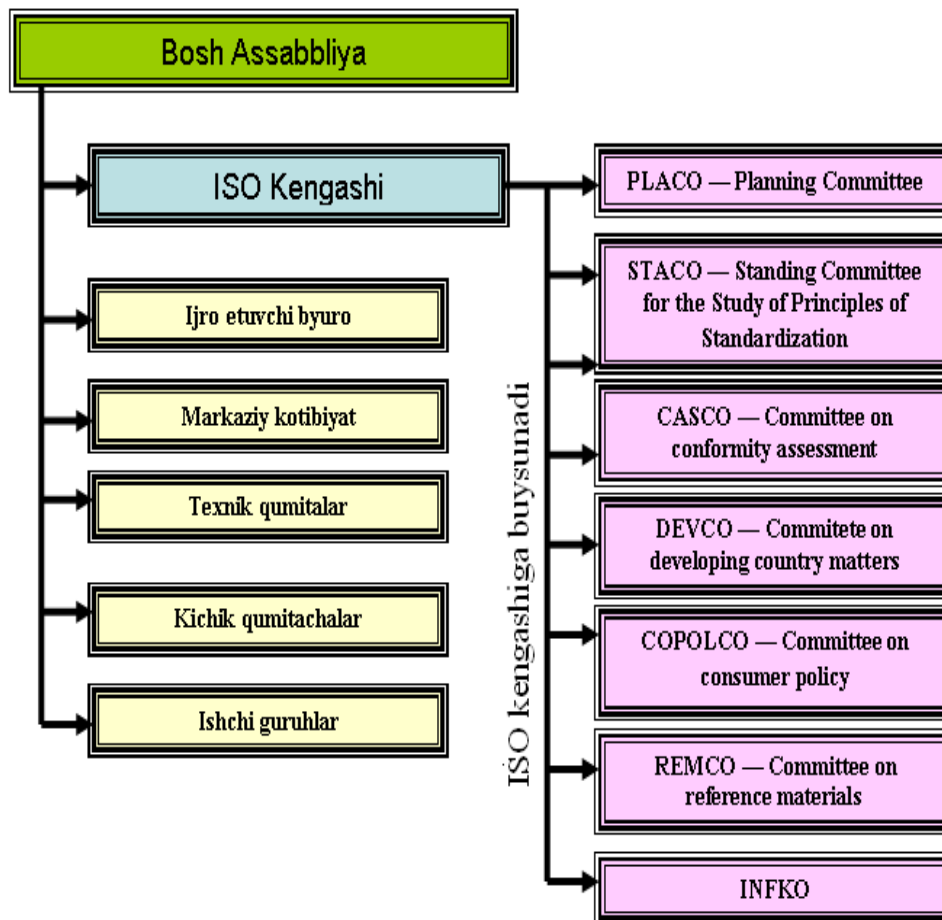 Bosh Assabbliya
ISO Kengashi
Ijro etuvchi byuro
Markaziy kotibiyat
Texnik qumitalar
Kichik qumitachalar
Ishchi guruhlar
ISO kengashiga buysunadi
PLACO — Planning Committee
STACO — Standing Committee
for the Study of Principles of
Standardization
CASCO — Committee on
conformity assessment
DEVCO — Commitete on
developing country matters
COPOLCO — Committee on
consumer policy
REMCO — Committee on
reference materials
INFKO